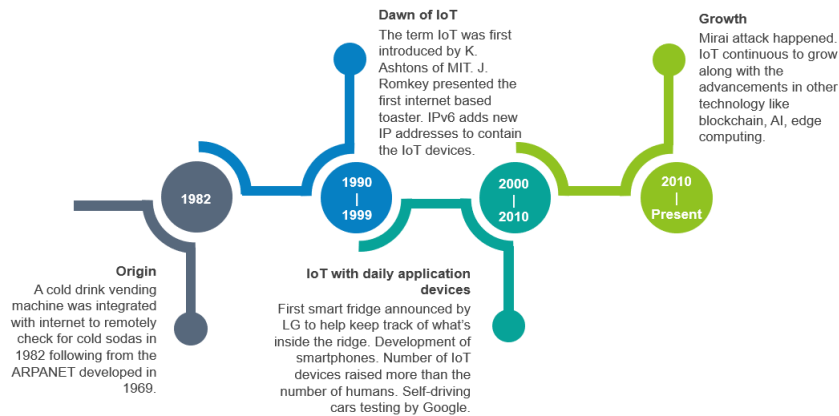 Dawn of IoT
The term IoT was first
introduced by K.
Ashtons of MIT. J.
Romkey presented the
first internet based
toaster. IPv6 adds new
IP addresses to contain
the IoT devices.
Growth
Mirai attack happened.
IoT continuous to grow
along with the
advancements in other
technology like
blockchain, AI, edge
computing.
1982
1990
|
1999
2000
|
2010
2010
|
Present
Origin
A cold drink vending
machine was integrated
with internet to remotely
check for cold sodas in
1982 following from the
ARPANET developed in
1969.
IoT with daily application
devices
First smart fridge announced by
LG to help keep track of what's
inside the ridge. Development of
smartphones. Number of IoT
devices raised more than the
number of humans. Self-driving
cars testing by Google.